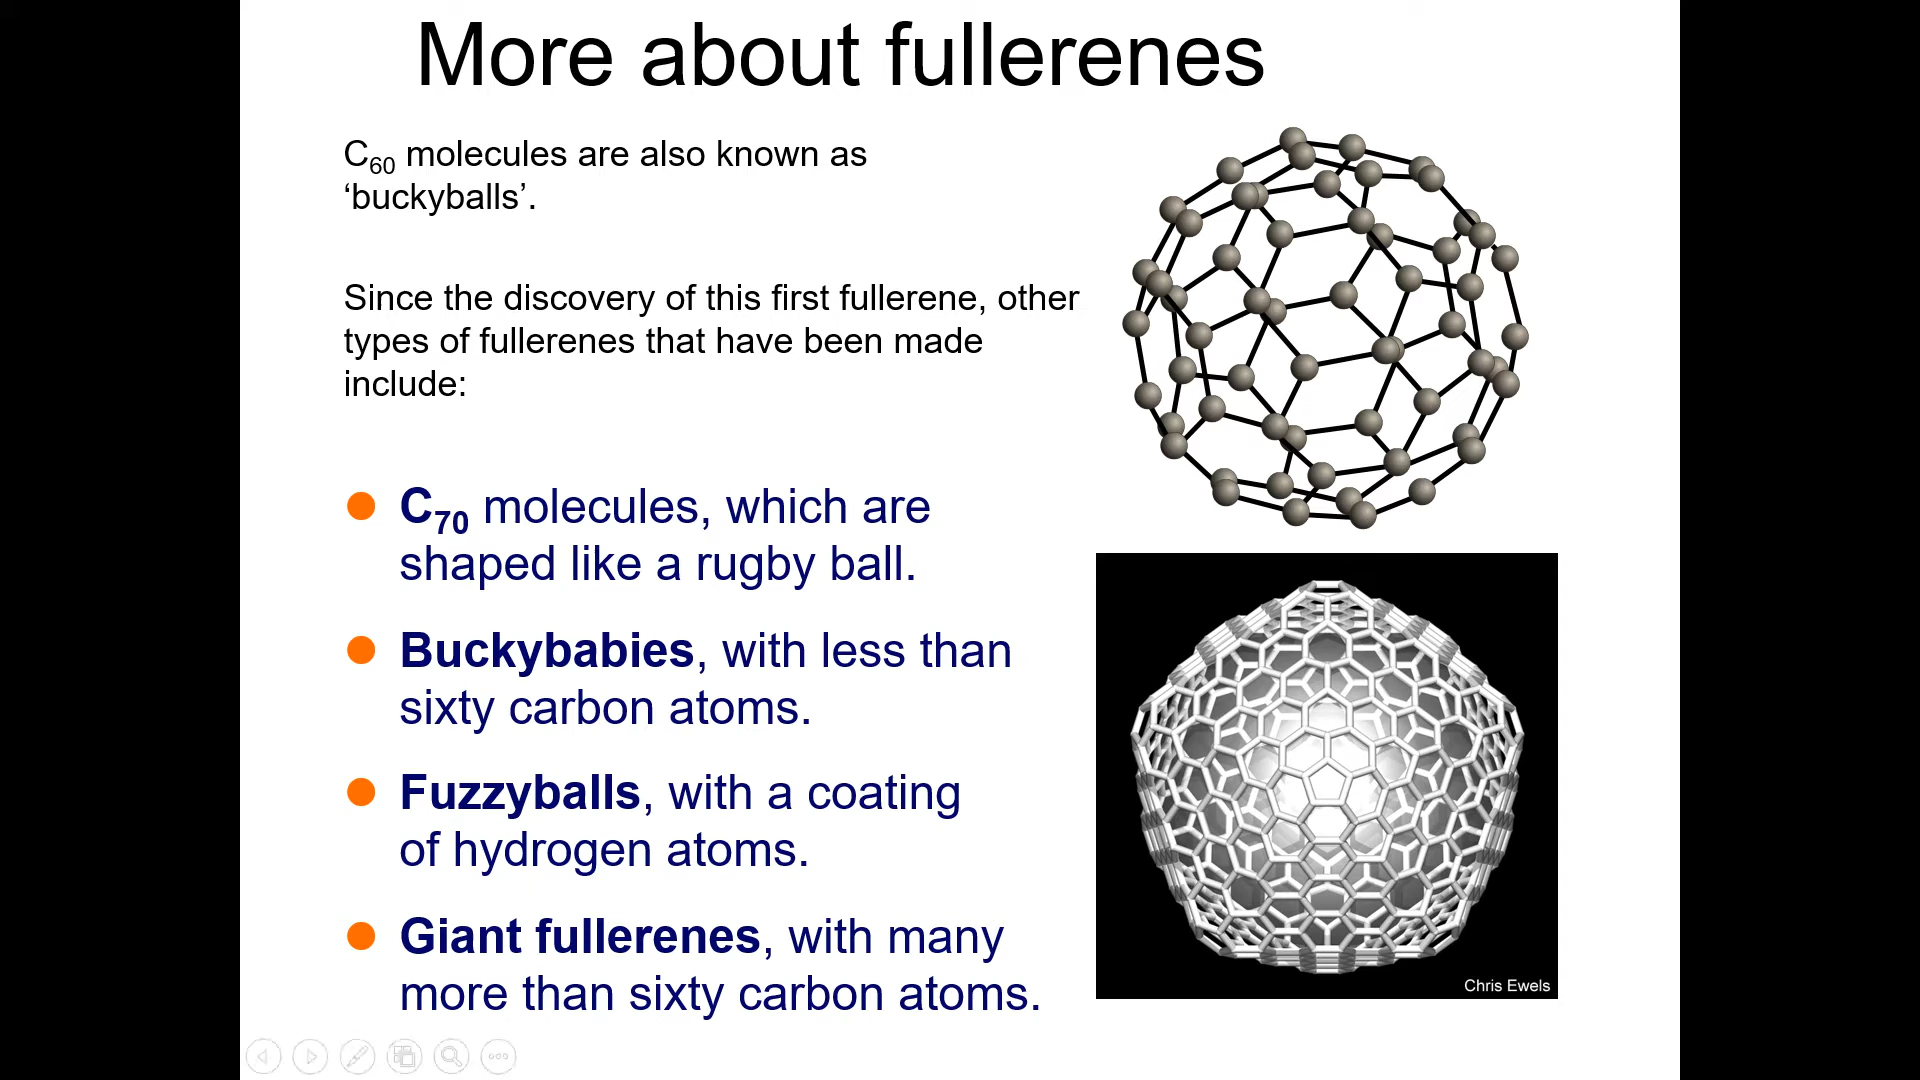 More about fullerenes
C₆₀ molecules are also known as
‘buckyballs’.
Since the discovery of this first fullerene, other
types of fullerenes that have been made
include:
C₇₀ molecules, which are
shaped like a rugby ball.
Buckybabies, with less than
sixty carbon atoms.
Fuzzyballs, with a coating
of hydrogen atoms.
Giant fullerenes, with many
more than sixty carbon atoms.
Chris Ewels